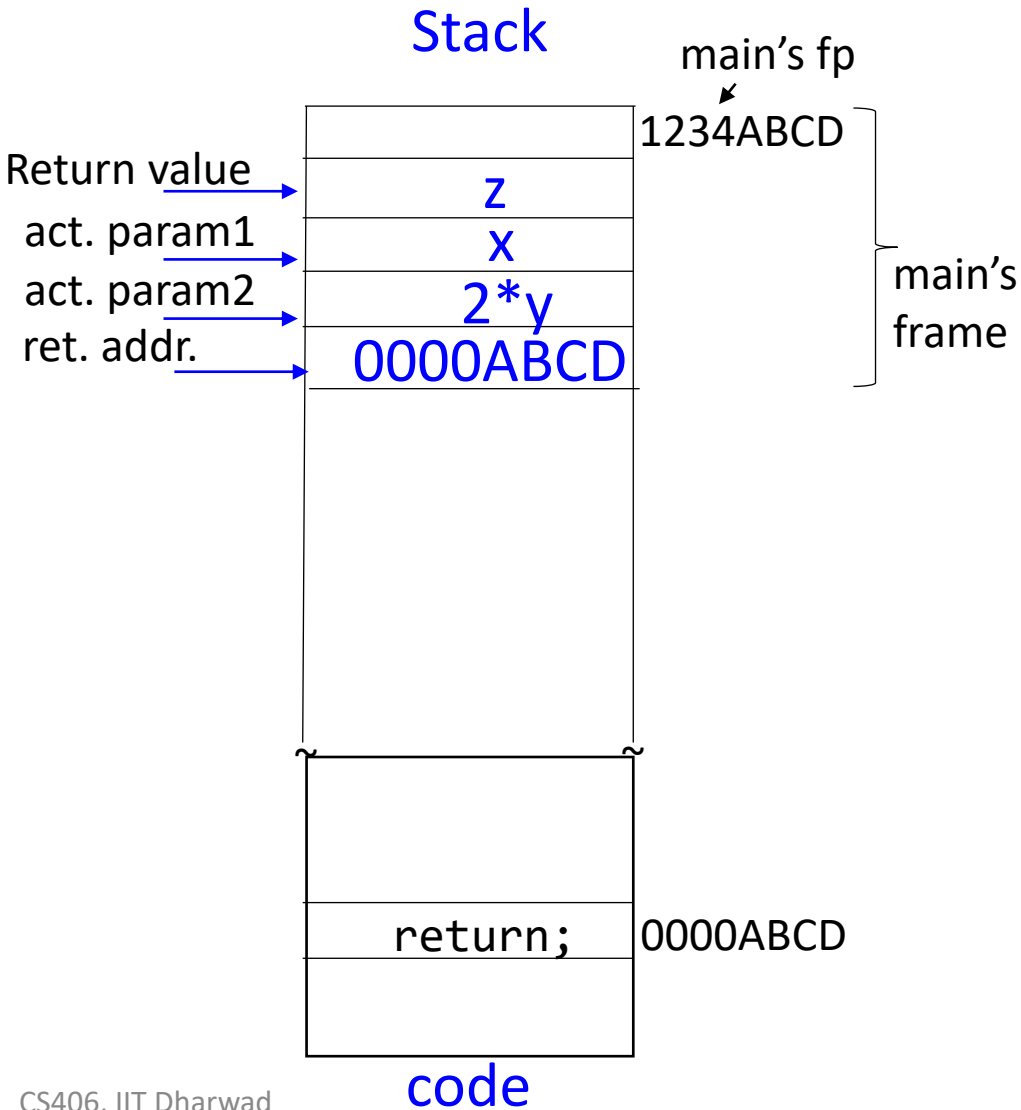 Stack
main's fp
1234ABCD
Return value
z
act. param1
x
act. param2
2*y
ret. addr.
0000ABCD
main's
frame
return;
0000ABCD
code
CS406, IIT Dharwad